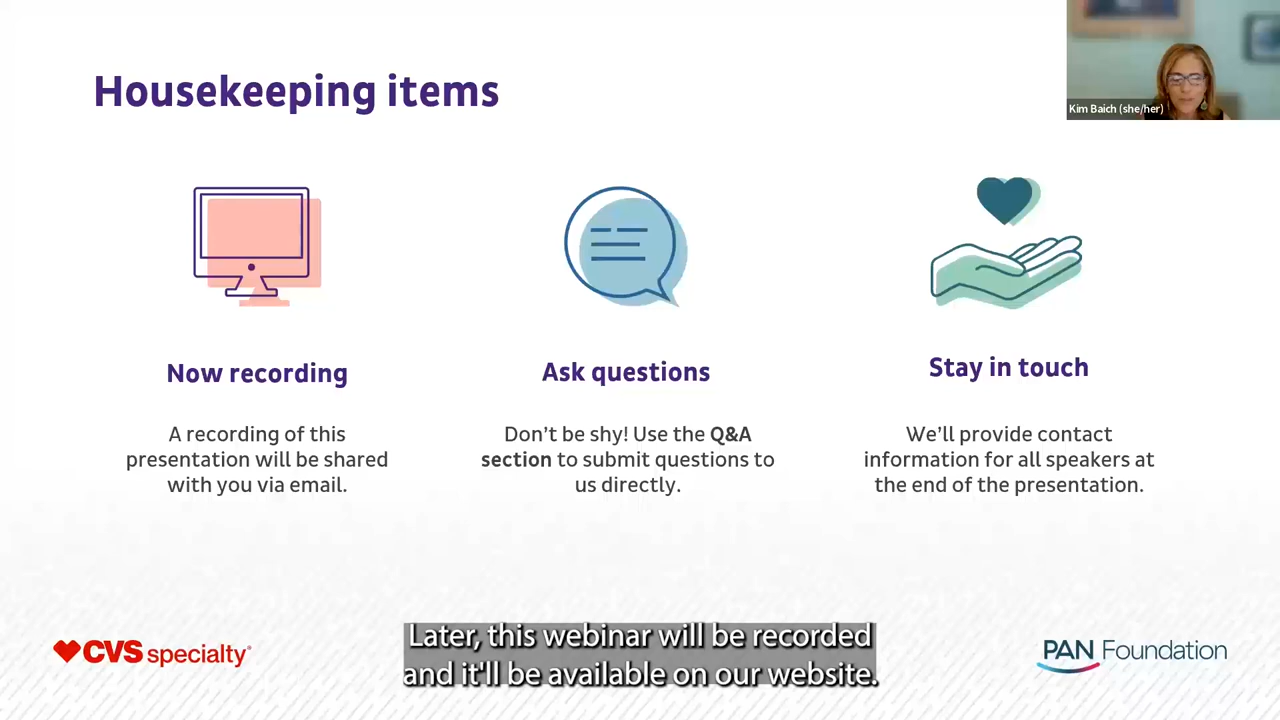 Housekeeping items
Kim Baich (she/her)
Now recording
A recording of this
presentation will be shared
with you via email.
Ask questions
Don’t be shy! Use the Q&A
section to submit questions to
us directly.
Stay in touch
We’ll provide contact
information for all speakers at
the end of the presentation.
CVS specialty®
Later, this webinar will be recorded
and it'll be available on our website.
PAN Foundation